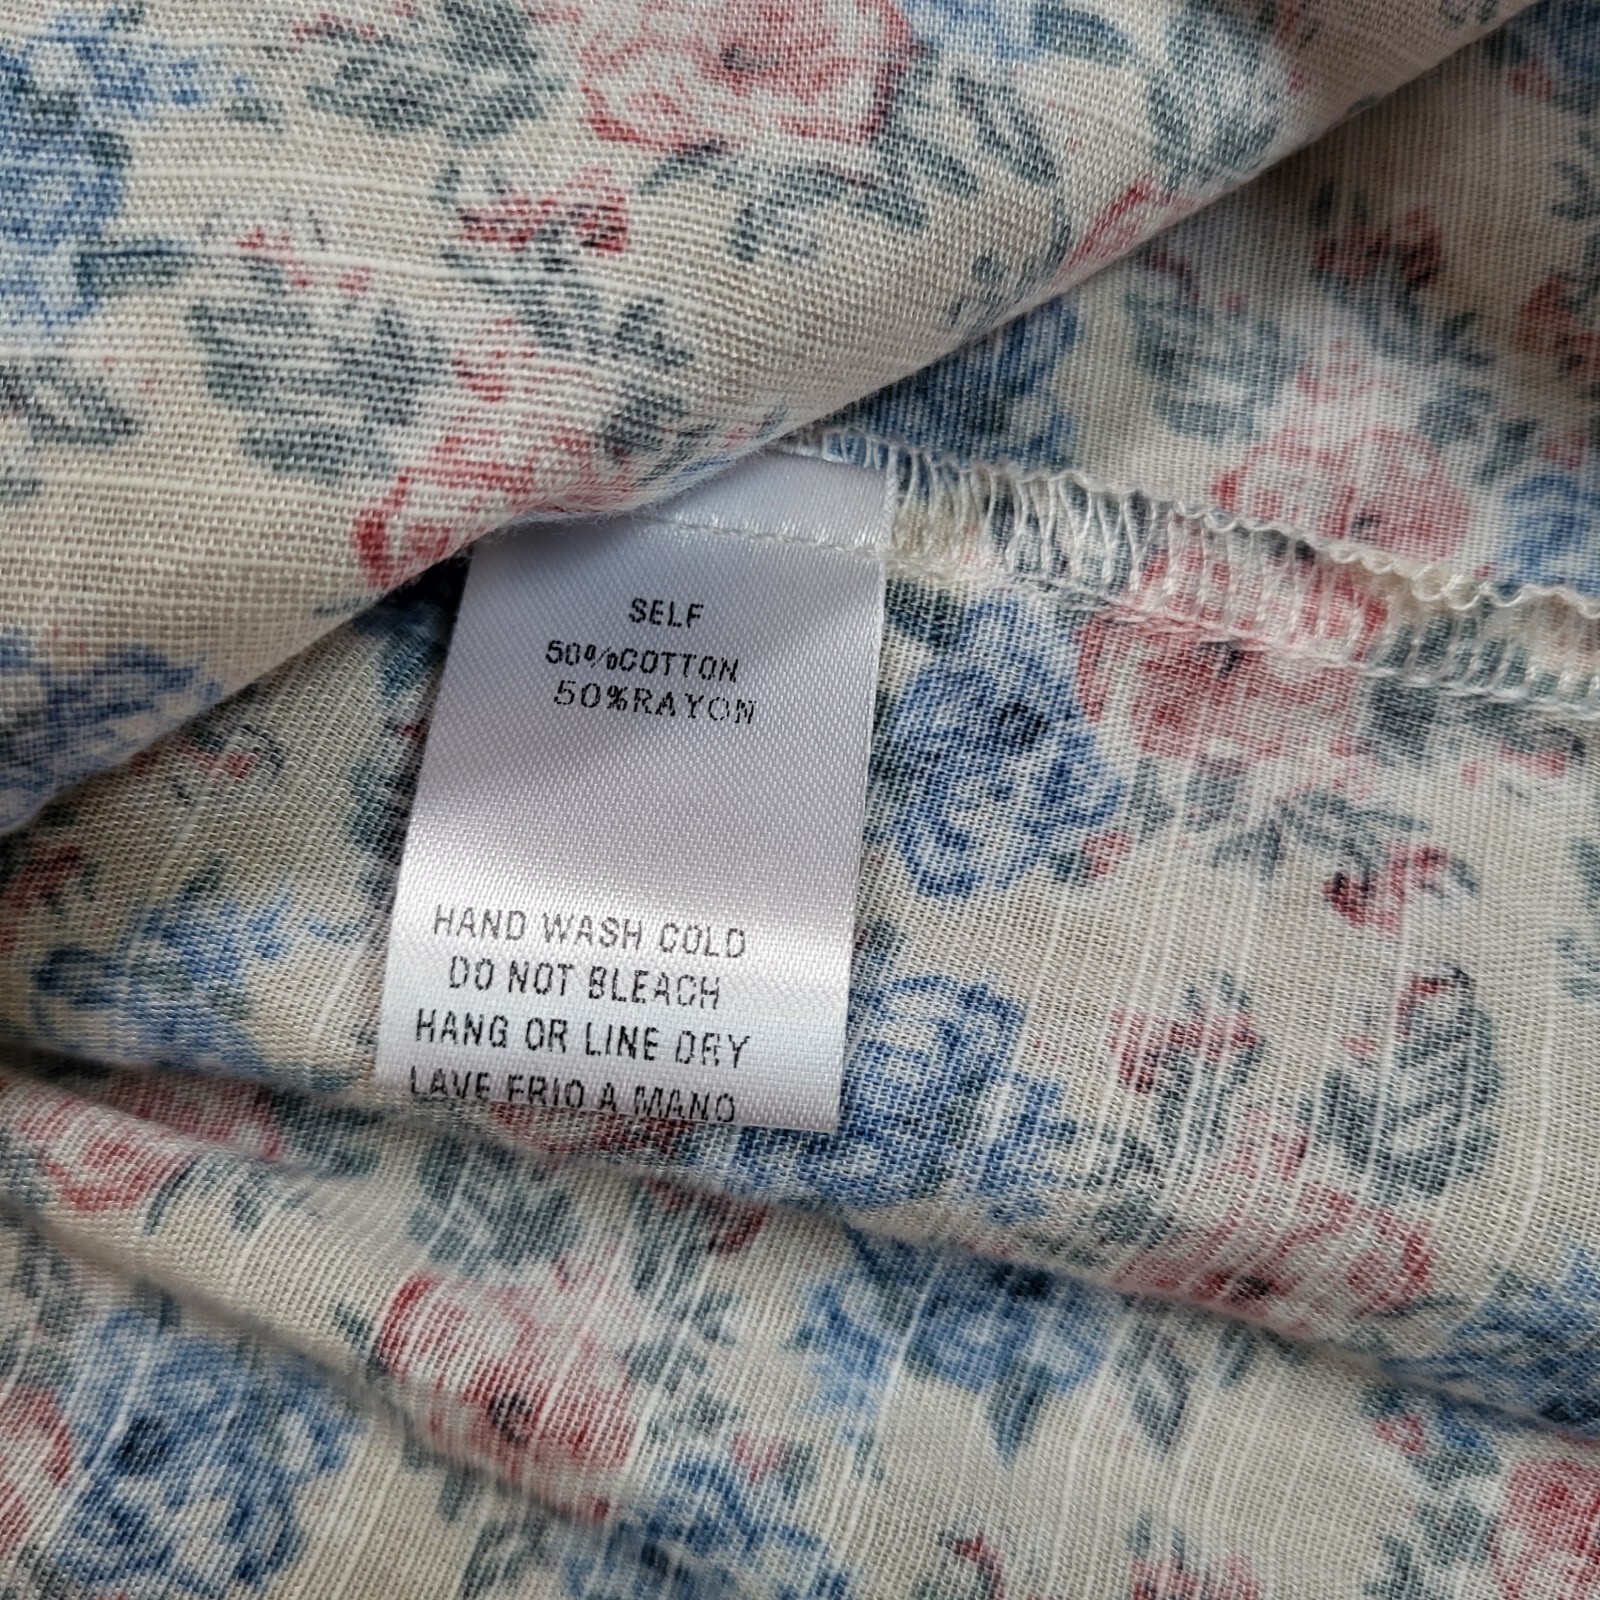 SELF
50%COTTON
50%RAYON
HAND WASH COLD
DO NOT BLEACH
HANG OR LINE DRY
LAVE FRIO A MANO